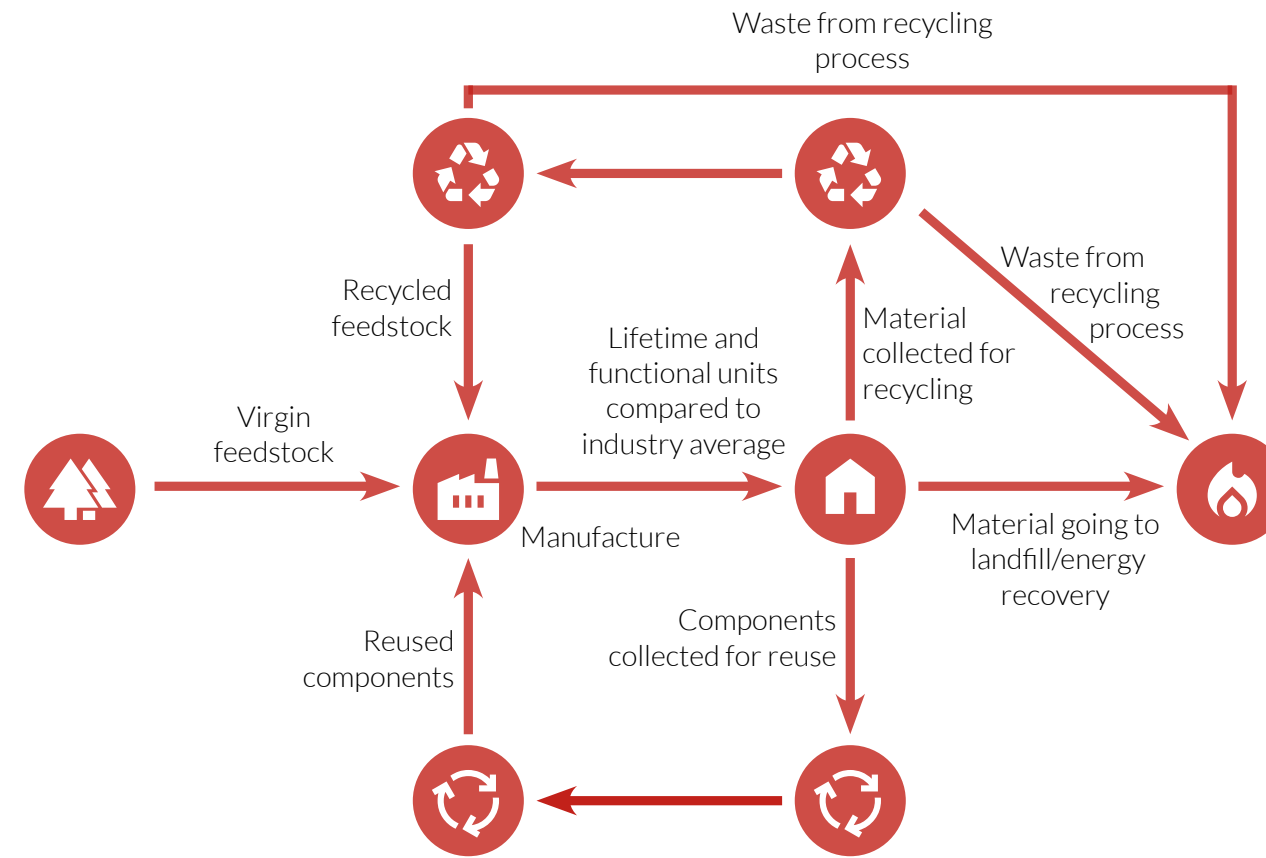 Waste from recycling
process
Recycled
feedstock
Waste from
recycling
process
Material
collected for
recycling
Lifetime and
functional units
compared to
industry average
Virgin
feedstock
Manufacture
Material going to
landfill/energy
recovery
Components
collected for reuse
Reused
components